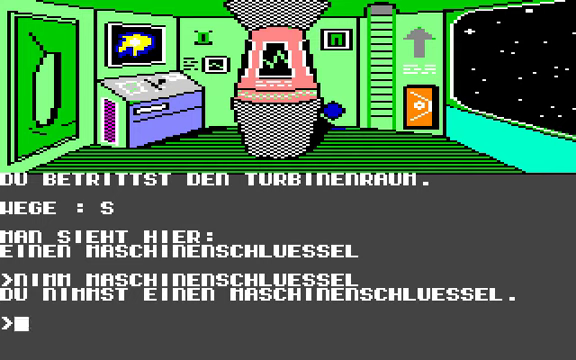 DU BETRITTST DEN TURBINENRAUM.
WEGE : S
MAN SIEHT HIER:
EINEN MASCHINENSCHLUESSEL
>NIMM MASCHINENSCHLUESSEL
DU NIMMST EINEN MASCHINENSCHLUESSEL.
>